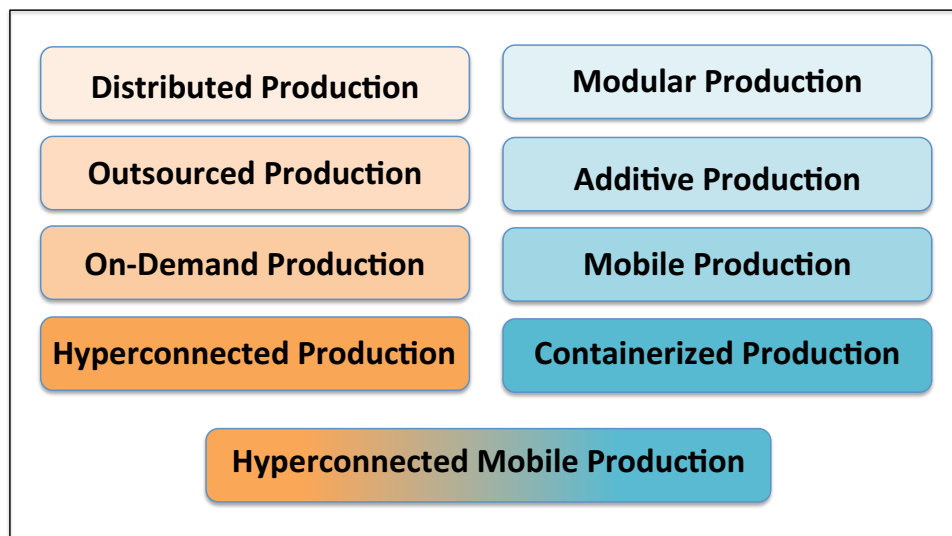 Distributed Production
Modular Production
Outsourced Production
Additive Production
On-Demand Production
Mobile Production
Hyperconnected Production
Containerized Production
Hyperconnected Mobile Production